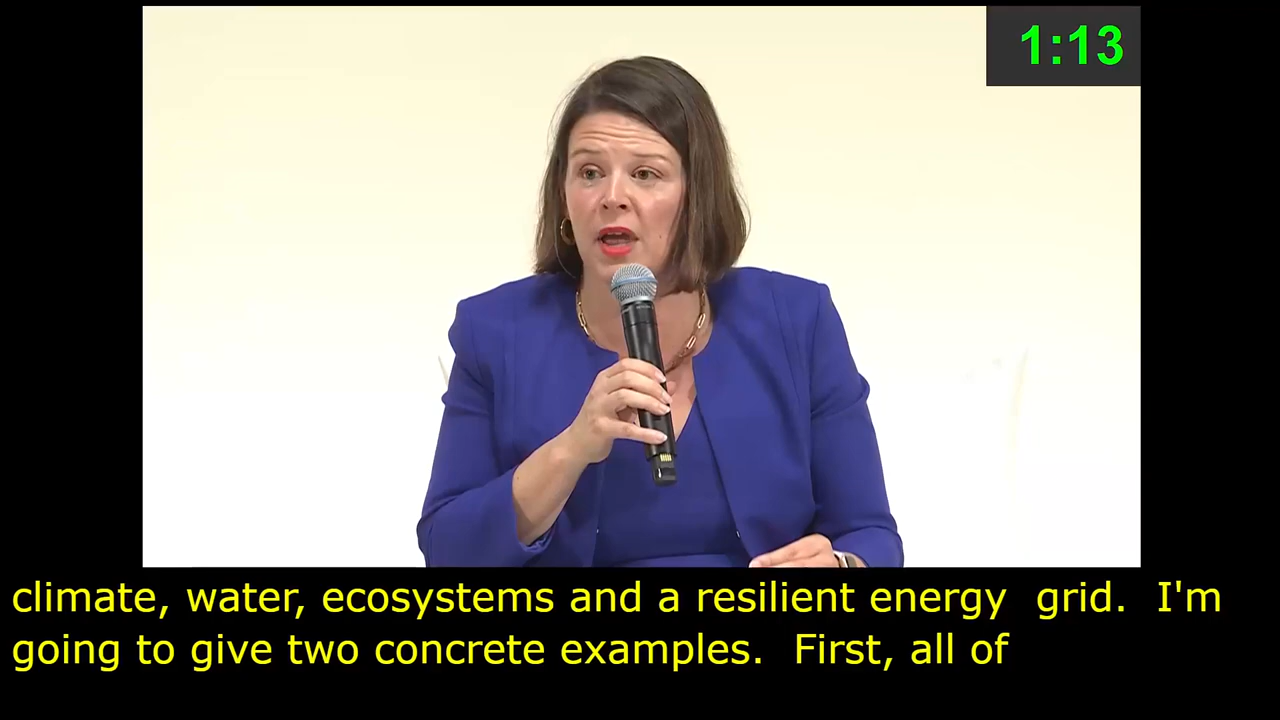 1:13
climate, water, ecosystems and a resilient energy  grid.  I'm
going to give two concrete examples.  First, all of